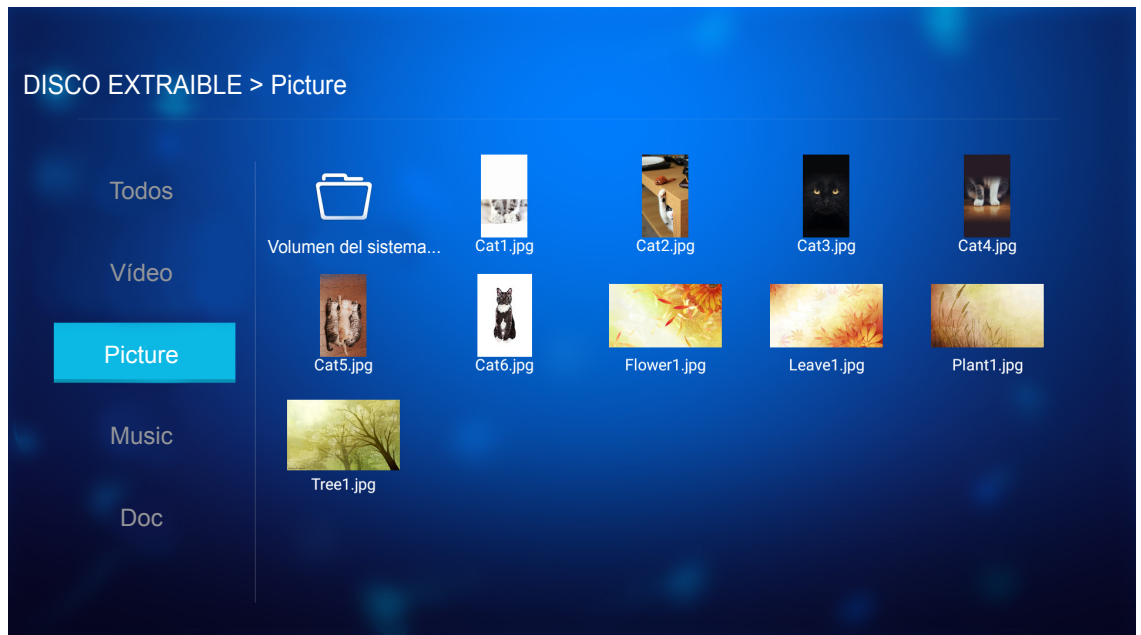 DISCO EXTRAIBLE > Picture
Todos
Vídeo
Picture
Music
Doc
Volumen del sistema...
Cat1.jpg
Cat2.jpg
Cat3.jpg
Cat4.jpg
Cat5.jpg
Cat6.jpg
Flower1.jpg
Leave1.jpg
Plant1.jpg
Tree1.jpg